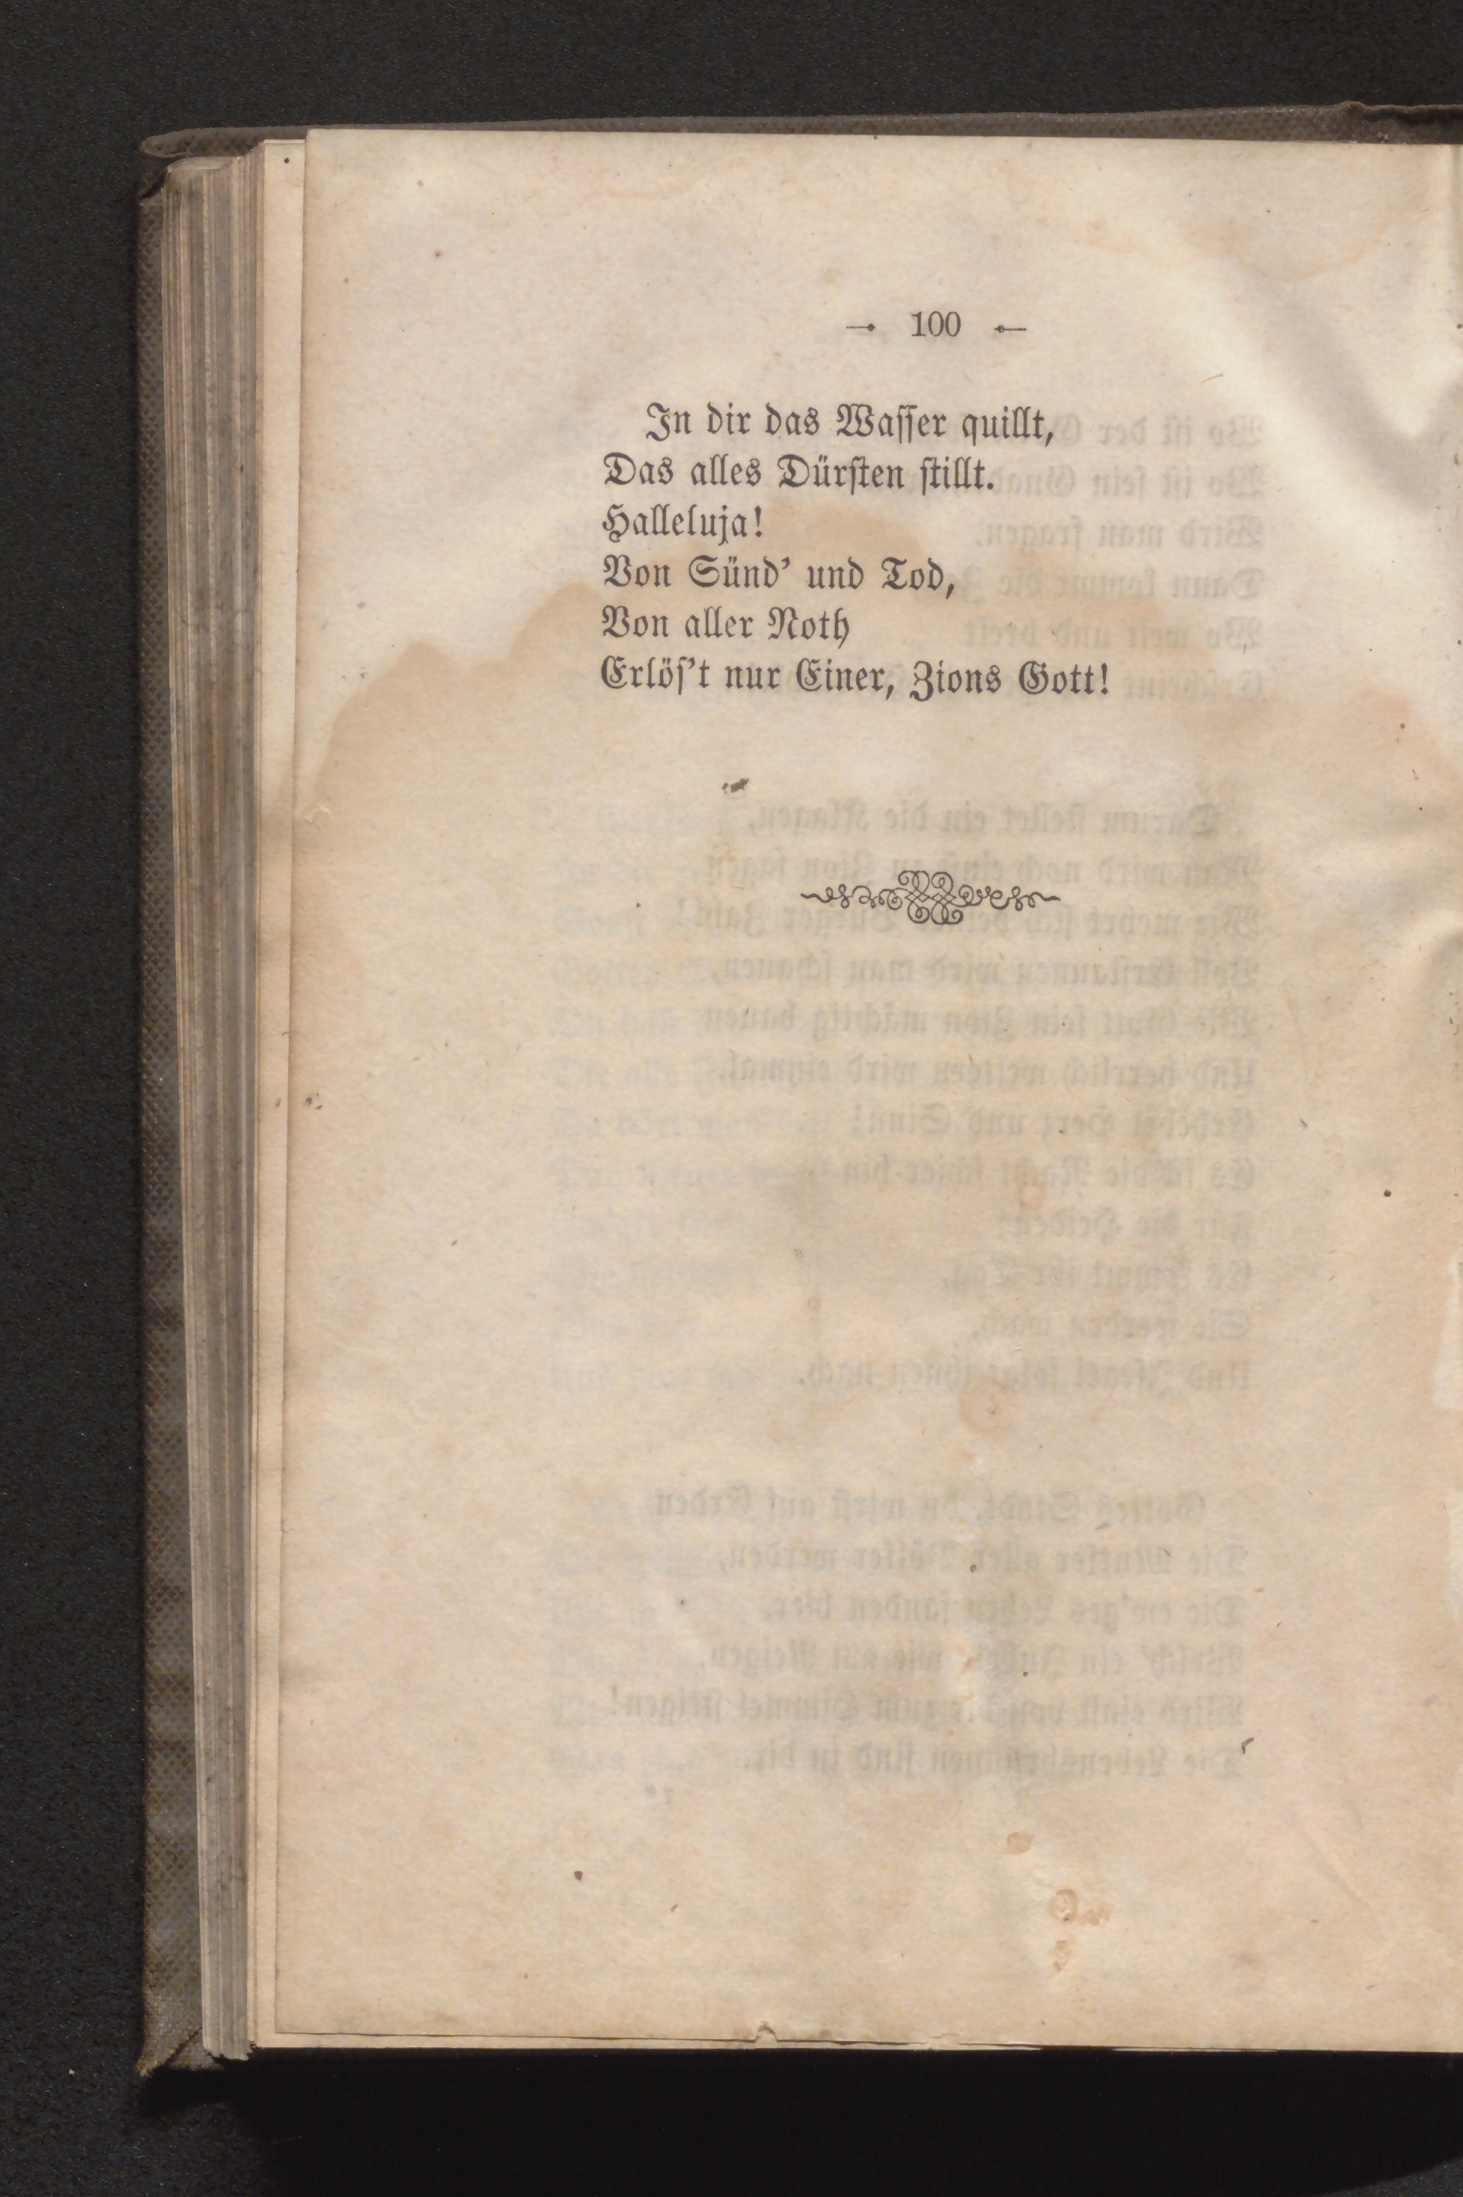 100
In dir das Waſſer quillt,
Das alles Dürſten ſtillt.
Halleluja!
Von Sünd’ und Tod,
Von aller Noth
Erlöſ’t nur Einer, Zions Gott!